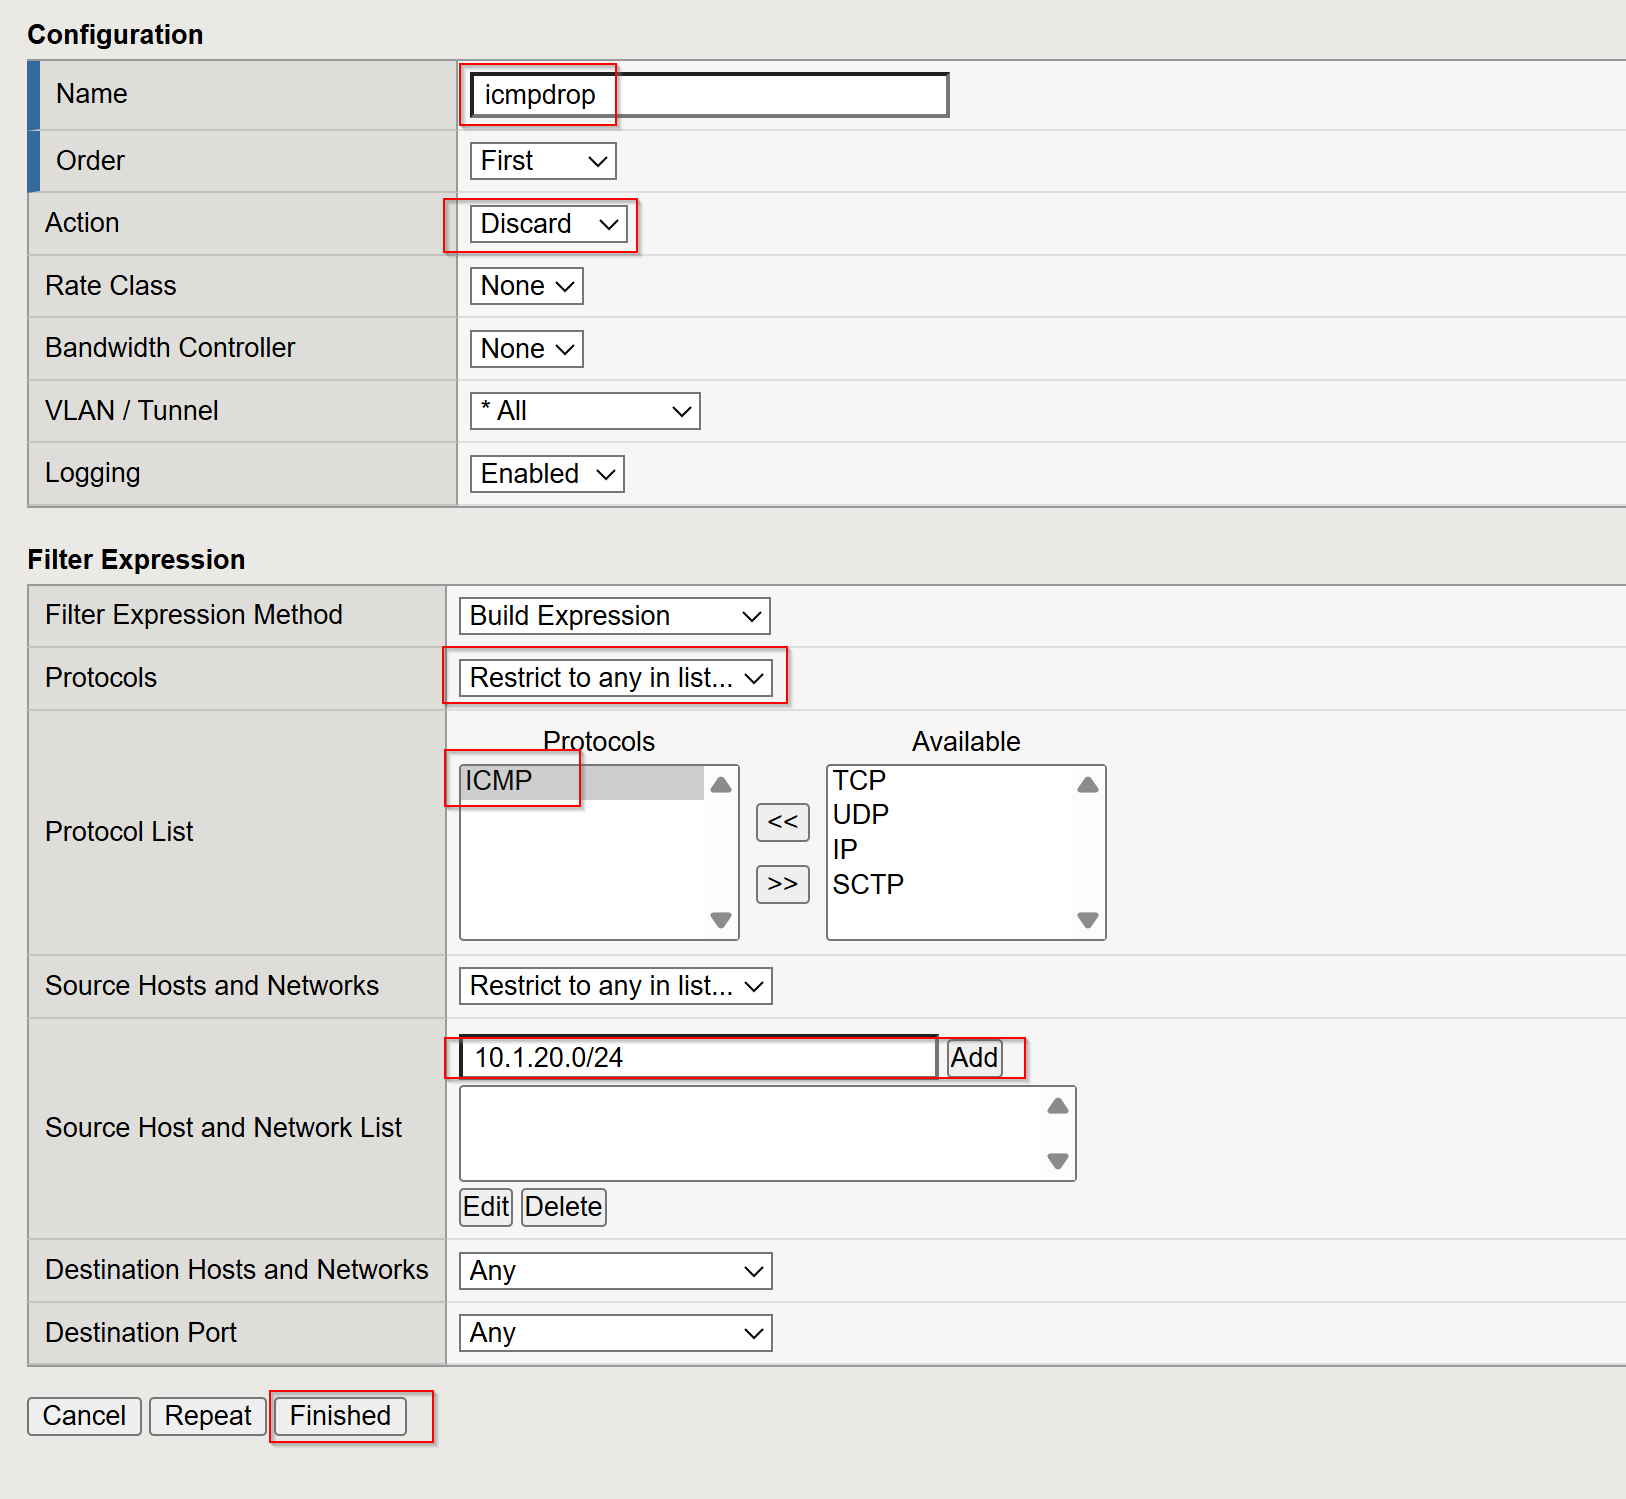 Configuration
Name icmpdrop
Order First
Action Discard
Rate Class None
Bandwidth Controller None
VLAN / Tunnel * All
Logging Enabled
Filter Expression
Filter Expression Method Build Expression
Protocols Restrict to any in list...
Protocols Available
ICMP TCP
<< UDP
IP
>> SCTP
Protocol List
Source Hosts and Networks Restrict to any in list...
10.1.20.0/24 Add
Source Host and Network List
Edit Delete
Destination Hosts and Networks Any
Destination Port Any
Cancel Repeat Finished